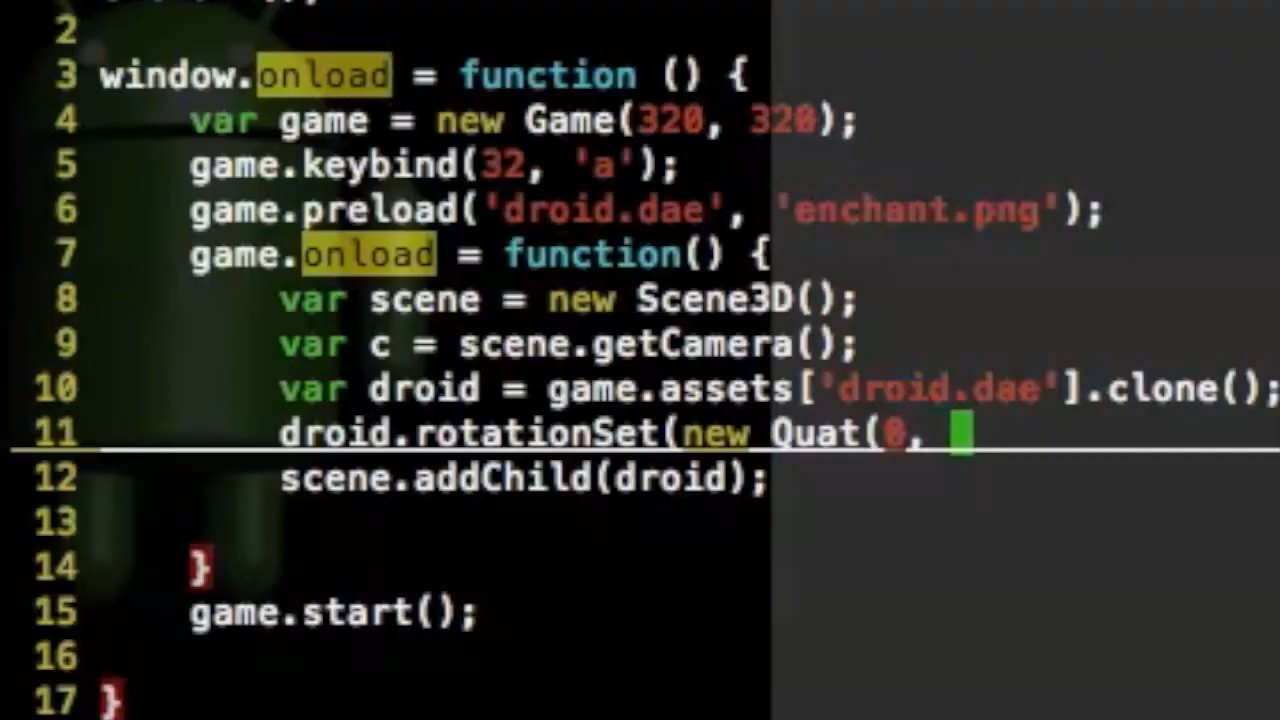 2
3 window.onload = function () {
4 var game = new Game(320, 320);
5 game.keybind(32, 'a');
6 game.preload('droid.dae', 'enchant.png');
7 game.onload = function() {
8 var scene = new Scene3D();
9 var c = scene.getCamera();
10 var droid = game.assets['droid.dae'].clone();
11 droid.rotationSet(new Quat(0,
12 scene.addChild(droid);
13
14 }
15 game.start();
16
17 }